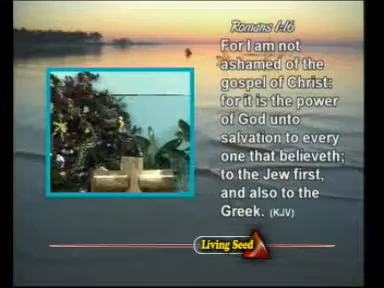 Romans 1:16
For I am not
ashamed of the
gospel of Christ:
for it is the power
of God unto
salvation to every
one that believeth;
to the Jew first,
and also to the
Greek. (KJV)
Living Seed